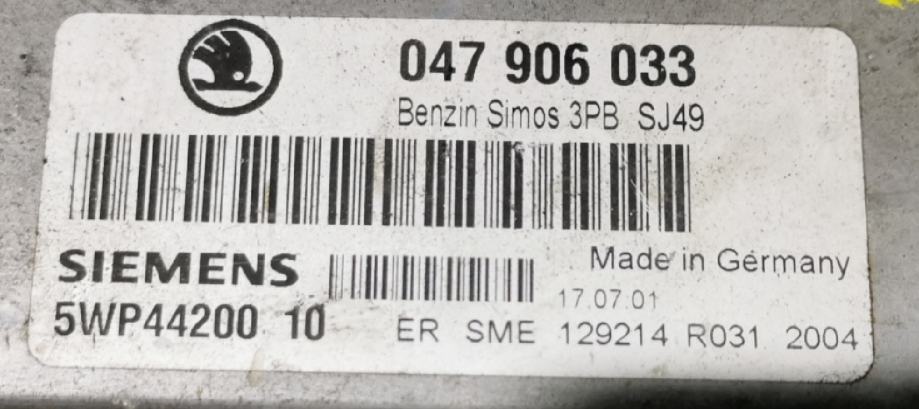 047 906 033
Benzin Simos 3PB SJ49
SIEMENS
Made in Germany
17.07.01
5WP44200 10
ER SME 129214 R031 2004